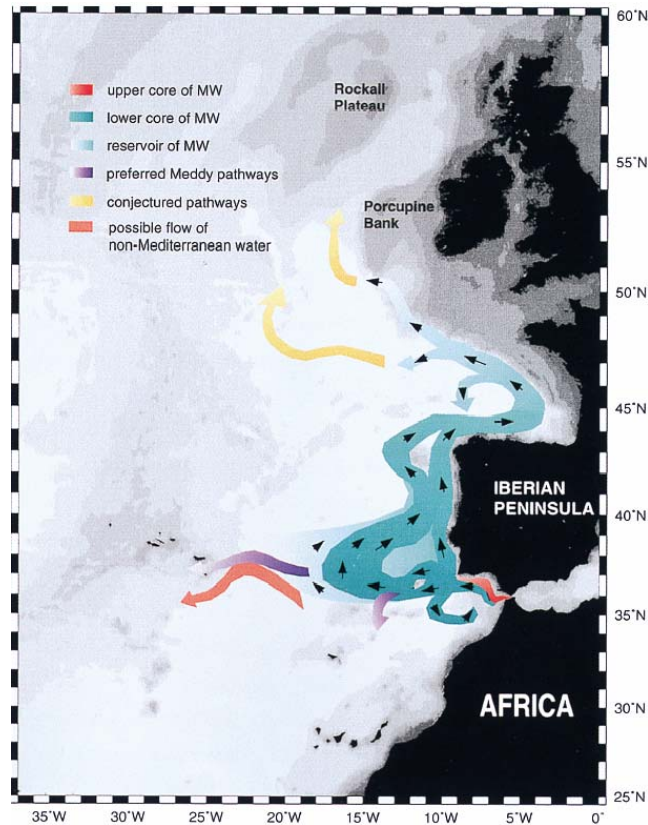 60°N
upper core of MW
lower core of MW
reservoir of MW
preferred Meddy pathways
conjectured pathways
possible flow of
non-Mediterranean water
Rockall
Plateau
55°
Porcupine
Bank
50°
45°
IBERIAN
PENINSULA
40°
35°
AFRICA
30°
25°
35°W
30°W
25°W
20°W
15°W
10°W
5°W
0°